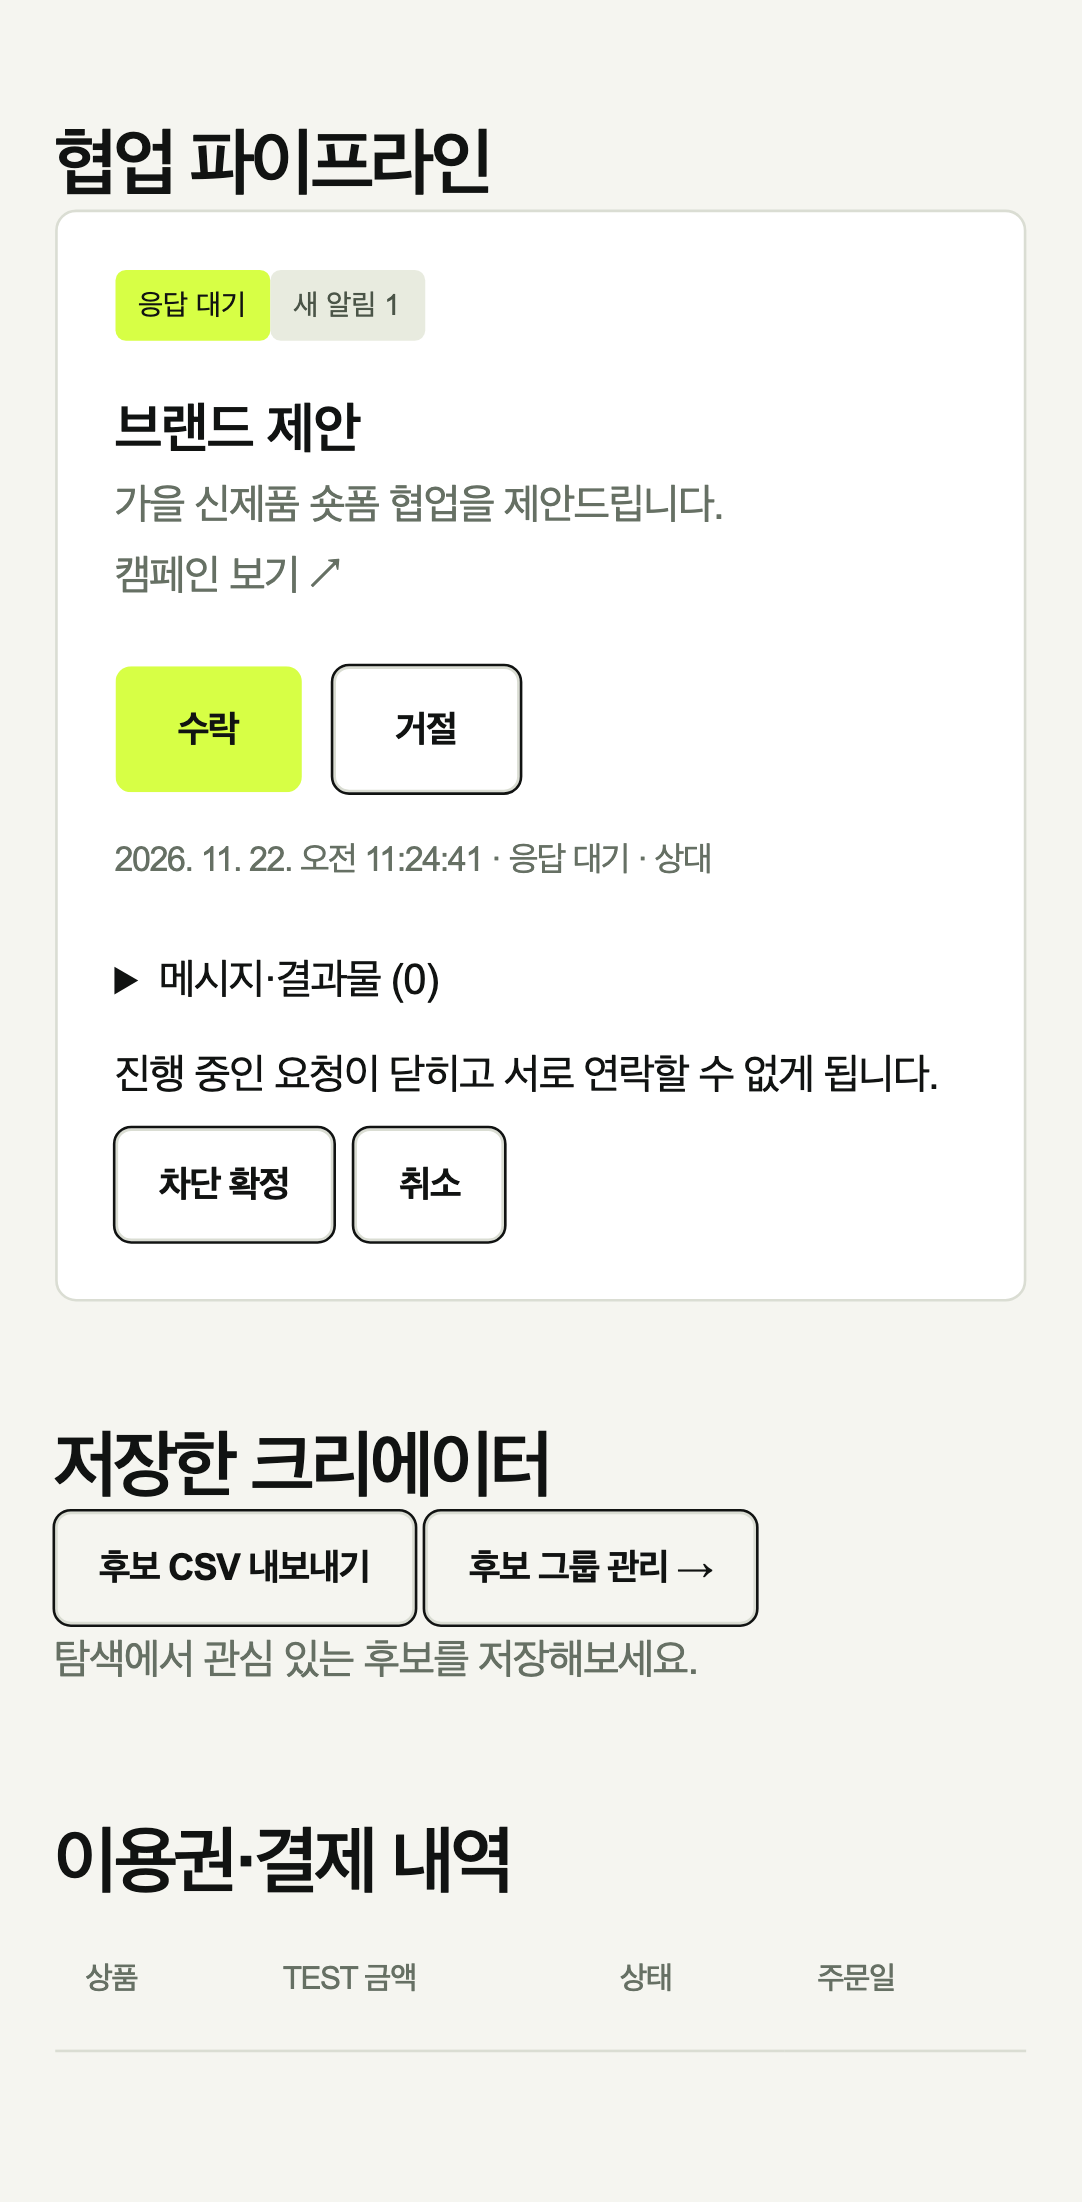 협업 파이프라인
응답 대기 새 알림 1
브랜드 제안
가을 신제품 숏폼 협업을 제안드립니다.
캠페인 보기 ↗
수락 거절
2026. 11. 22. 오전 11:24:41 · 응답 대기 · 상대
▶ 메시지·결과물 (0)
진행 중인 요청이 닫히고 서로 연락할 수 없게 됩니다.
차단 확정 취소
저장한 크리에이터
후보 CSV 내보내기 후보 그룹 관리 →
탐색에서 관심 있는 후보를 저장해보세요.
이용권·결제 내역
상품 TEST 금액 상태 주문일